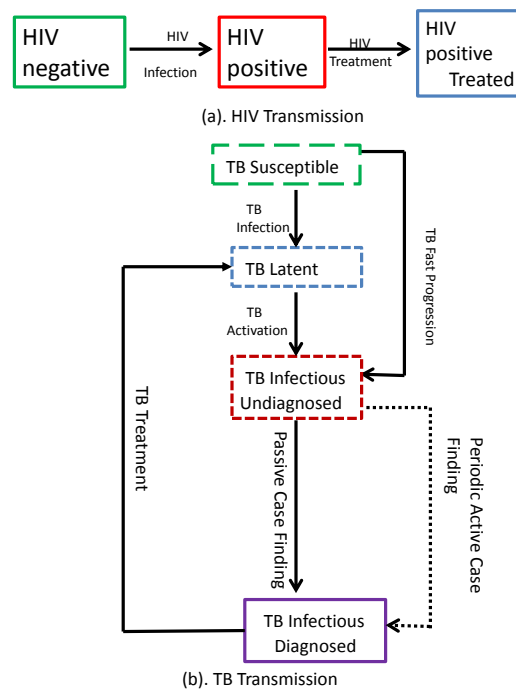 HIV
negative
HIV
Infection
HIV
positive
HIV
Treatment
HIV
positive
Treated
(a). HIV Transmission
TB Susceptible
TB
Infection
TB Fast Progression
TB Latent
TB
Activation
TB Infectious
Undiagnosed
TB Treatment
Passive Case Finding
Periodic Active Case
Finding
TB Infectious
Diagnosed
(b). TB Transmission